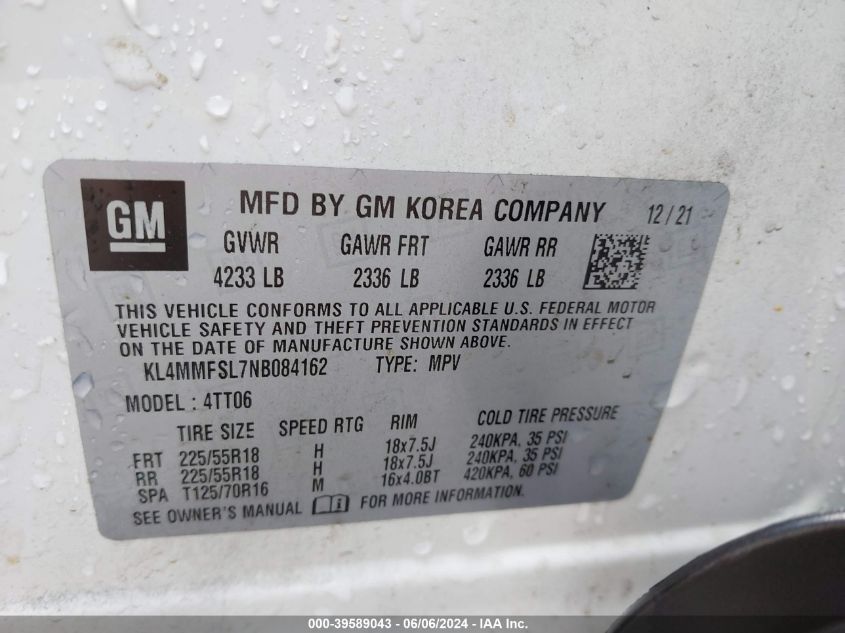 GM
MFD BY GM KOREA COMPANY 12 / 21
GVWR GAWR FRT GAWR RR
4233 LB 2336 LB 2336 LB
THIS VEHICLE CONFORMS TO ALL APPLICABLE U.S. FEDERAL MOTOR
VEHICLE SAFETY AND THEFT PREVENTION STANDARDS IN EFFECT
ON THE DATE OF MANUFACTURE SHOWN ABOVE.
KL4MMFSL7NB084162 TYPE: MPV
MODEL : 4TT06
TIRE SIZE SPEED RTG RIM COLD TIRE PRESSURE
FRT 225/55R18 H 18x7.5J 240KPA, 35 PSI
RR 225/55R18 H 18x7.5J 240KPA, 35 PSI
SPA T125/70R16 M 16x4.0BT 420KPA, 60 PSI
SEE OWNER'S MANUAL FOR MORE INFORMATION.
000-39589043 - 06/06/2024 - IAA Inc.